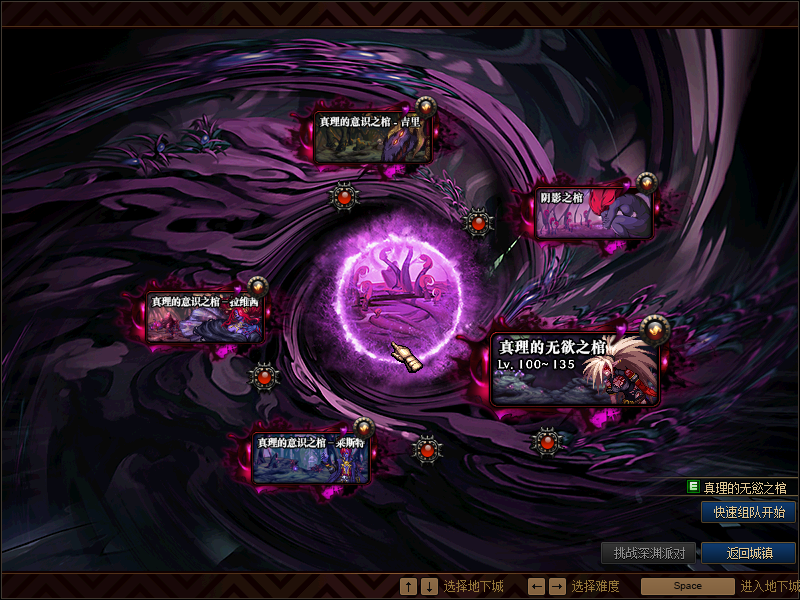 真理的意识之棺 - 吉里
阴影之棺
真理的意识之棺 - 拉维西
真理的无欲之棺
Lv. 100~135
真理的意识之棺 - 莱斯特
E 真理的无慾之棺
快速组队开始
挑战深渊派对
返回城镇
↑ ↓ 选择地下城 ← → 选择难度 Space 进入地下城